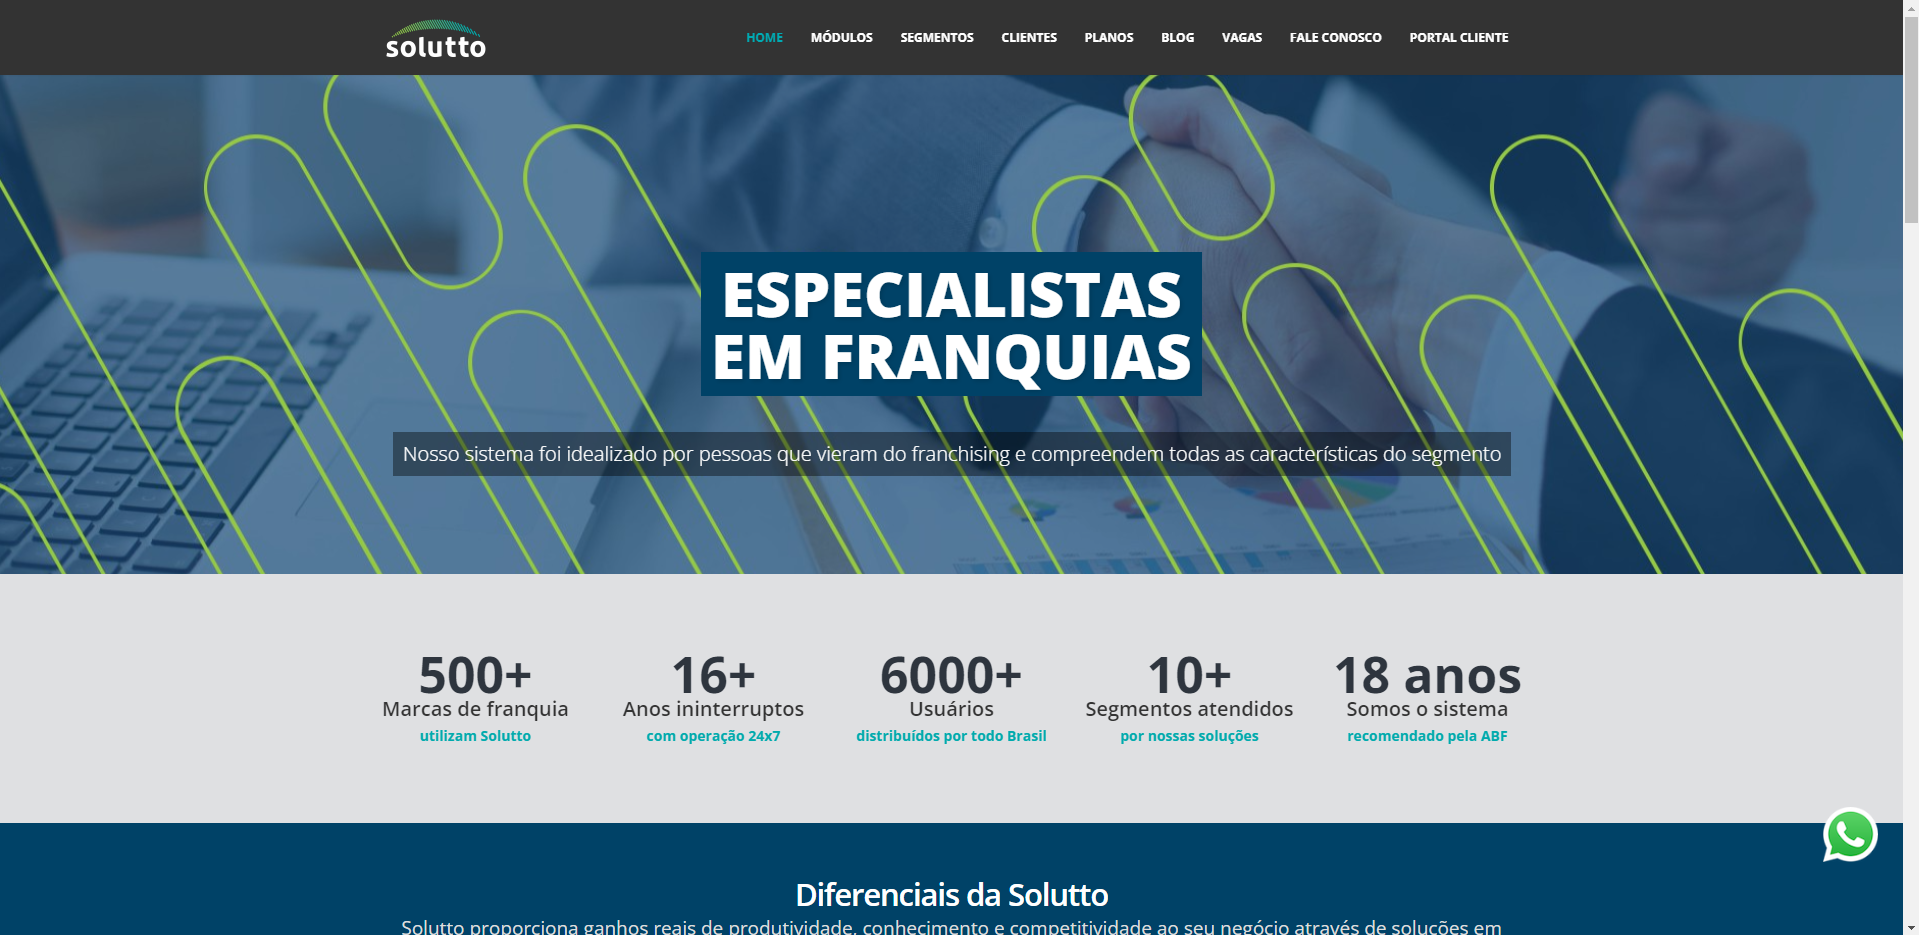 solutto
HOME MÓDULOS SEGMENTOS CLIENTES PLANOS BLOG VAGAS FALE CONOSCO PORTAL CLIENTE
ESPECIALISTAS
EM FRANQUIAS
Nosso sistema foi idealizado por pessoas que vieram do franchising e compreendem todas as características do segmento
500+
Marcas de franquia
utilizam Solutto
16+
Anos ininterruptos
com operação 24x7
6000+
Usuários
distribuídos por todo Brasil
10+
Segmentos atendidos
por nossas soluções
18 anos
Somos o sistema
recomendado pela ABF
Diferenciais da Solutto
Solutto proporciona ganhos reais de produtividade, conhecimento e competitividade ao seu negócio através de soluções em